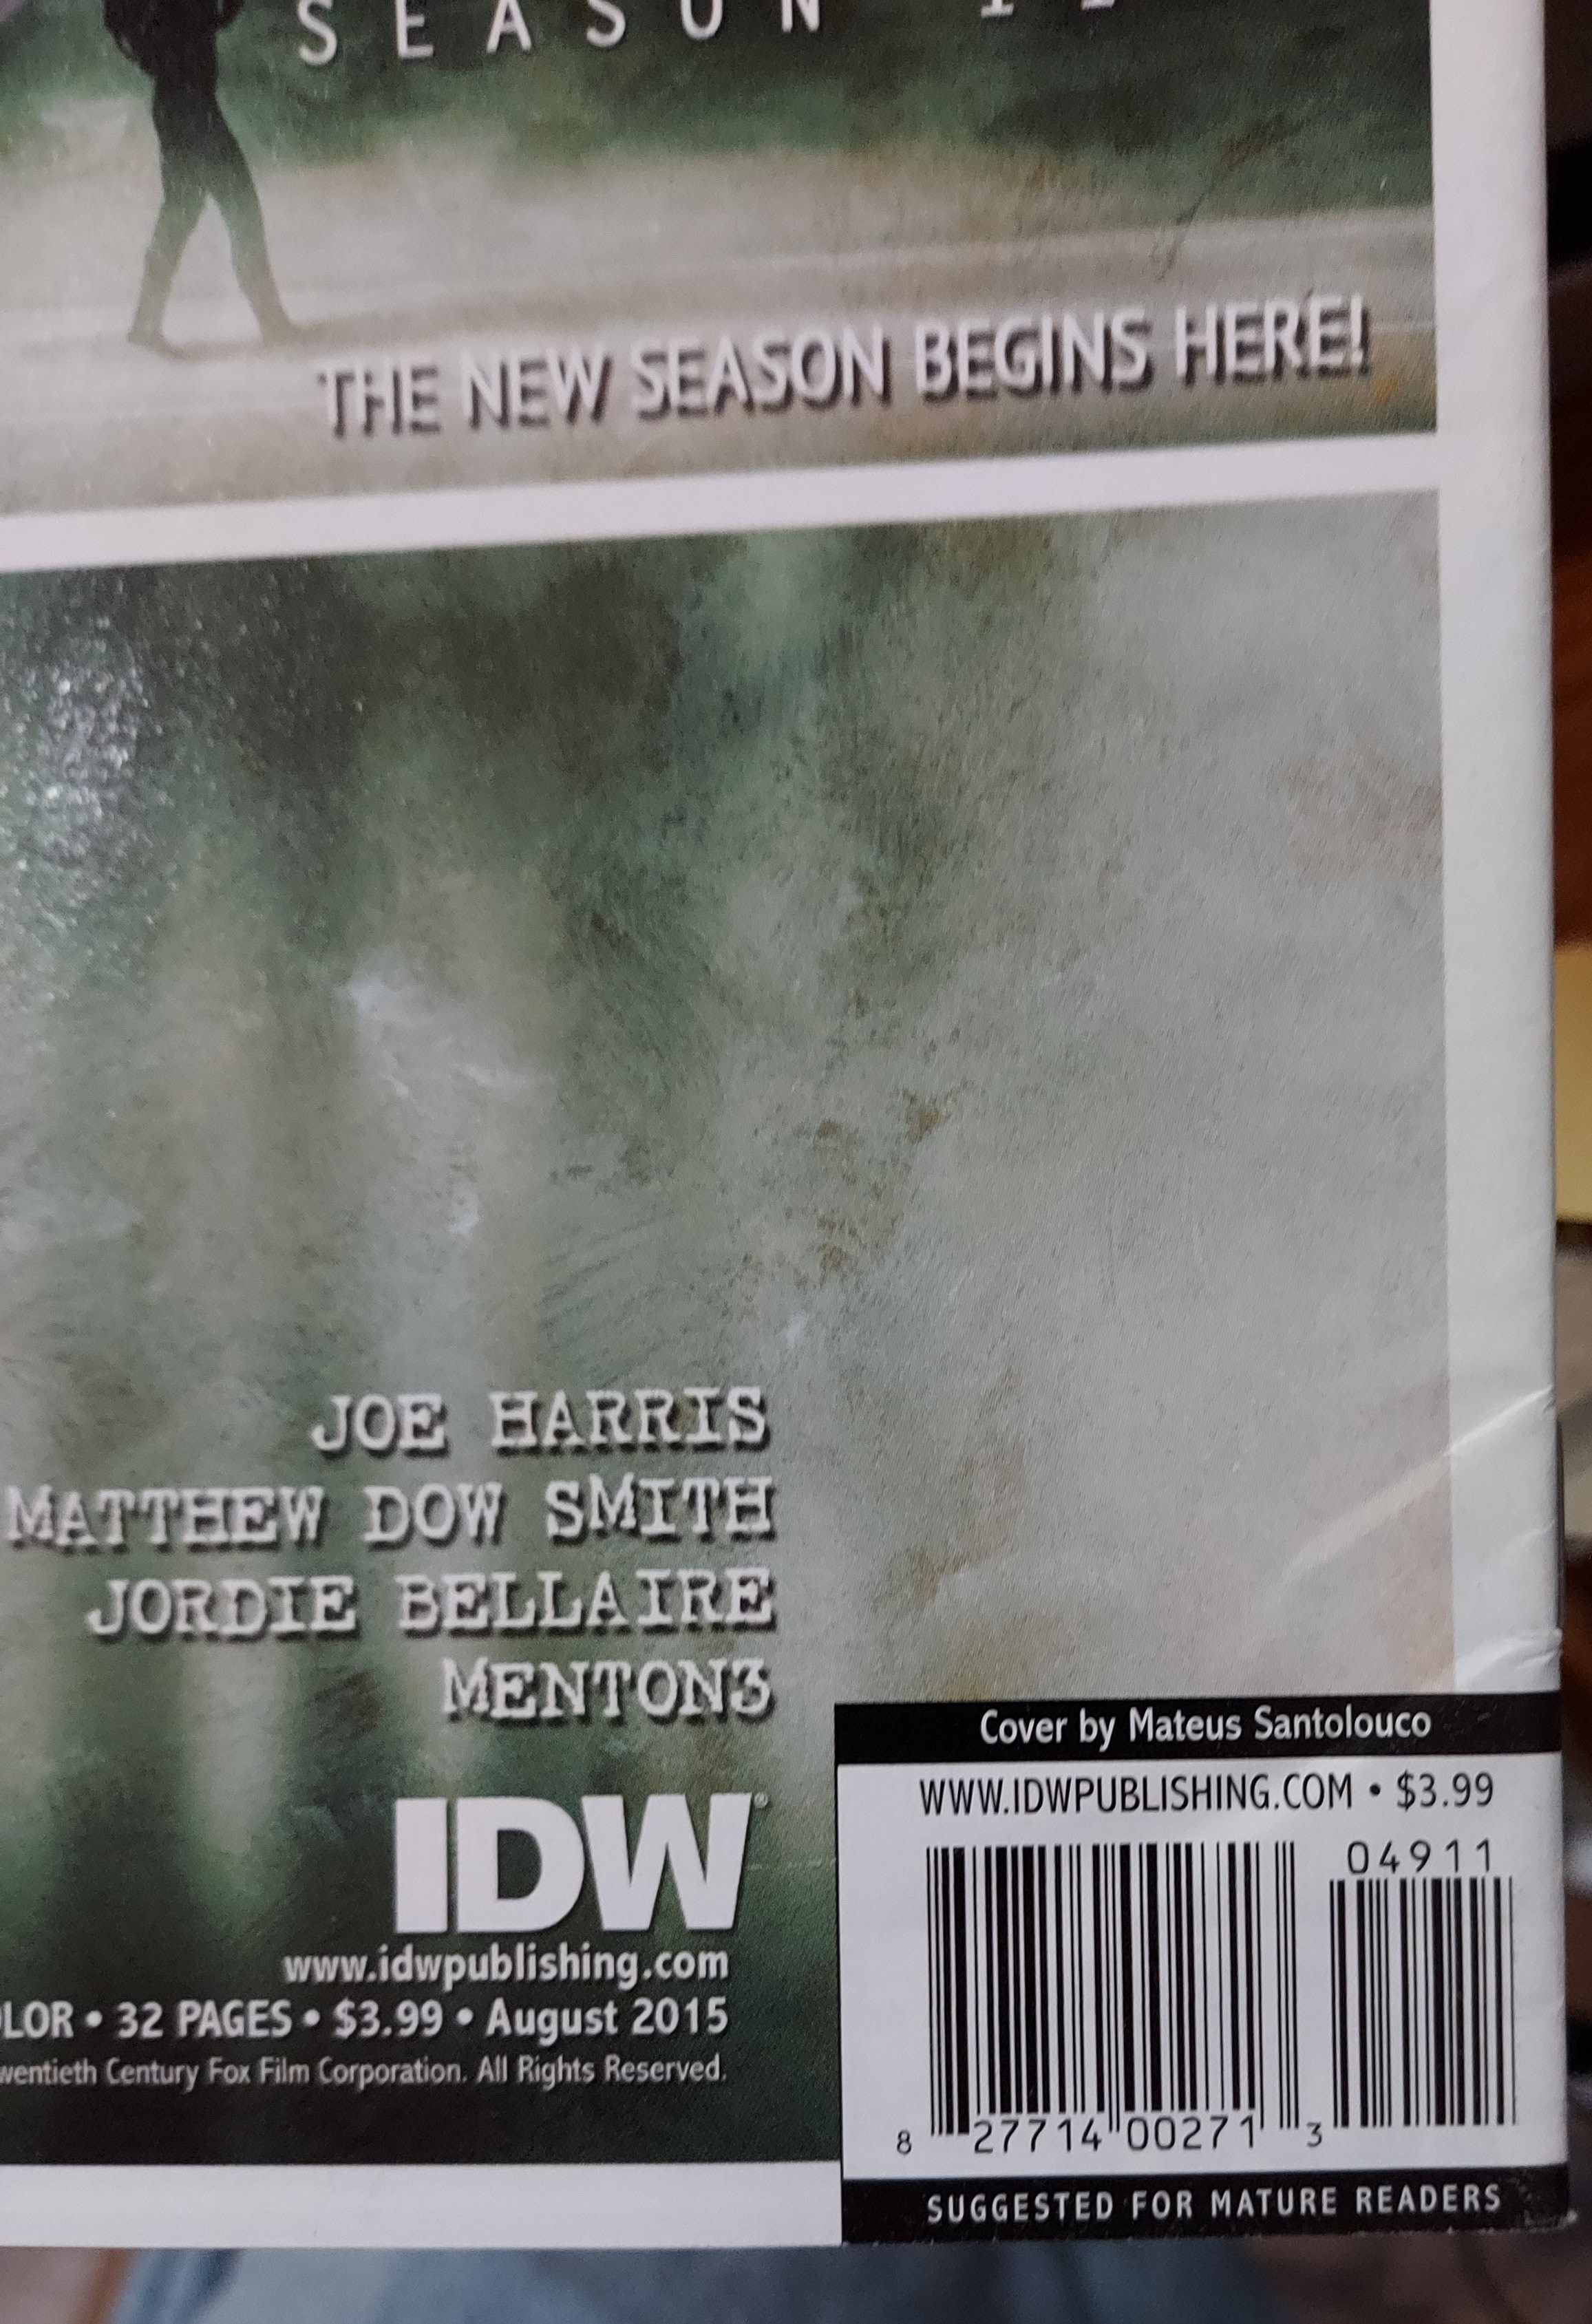 SEASON 11
THE NEW SEASON BEGINS HERE!
JOE HARRIS
MATTHEW DOW SMITH
JORDIE BELLAIRE
MENTON3
IDW®
www.idwpublishing.com
LOR • 32 PAGES • $3.99 • August 2015
wentieth Century Fox Film Corporation. All Rights Reserved.
Cover by Mateus Santolouco
WWW.IDWPUBLISHING.COM • $3.99
04911
8 27714 00271 3
SUGGESTED FOR MATURE READERS